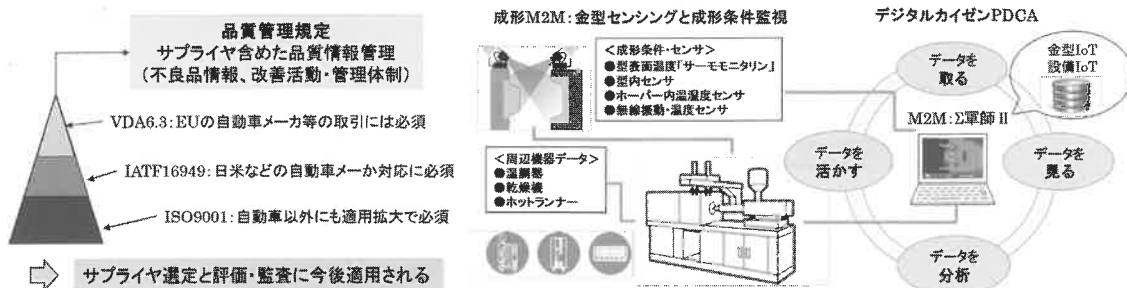 品質管理規定
サプライヤ含めた品質情報管理
(不良品情報、改善活動・管理体制)
VDA6.3:EUの自動車メーカ等の取引には必須
IATF16949:日米などの自動車メーか対応に必須
ISO9001:自動車以外にも適用拡大で必須
サプライヤ選定と評価・監査に今後適用される
成形M2M:金型センシングと成形条件監視
<成形条件・センサ>
●型表面温度「サーモモニタリン」
●型内センサ
●ホーパー内温湿度センサ
●無線振動・温度センサ
<周辺機器データ>
●温調器
●乾燥機
●ホットランナー
デジタルカイゼンPDCA
データを
取る
金型IoT
設備IoT
M2M:Σ軍師Ⅱ
データを
活かす
データを
見る
データを
分析